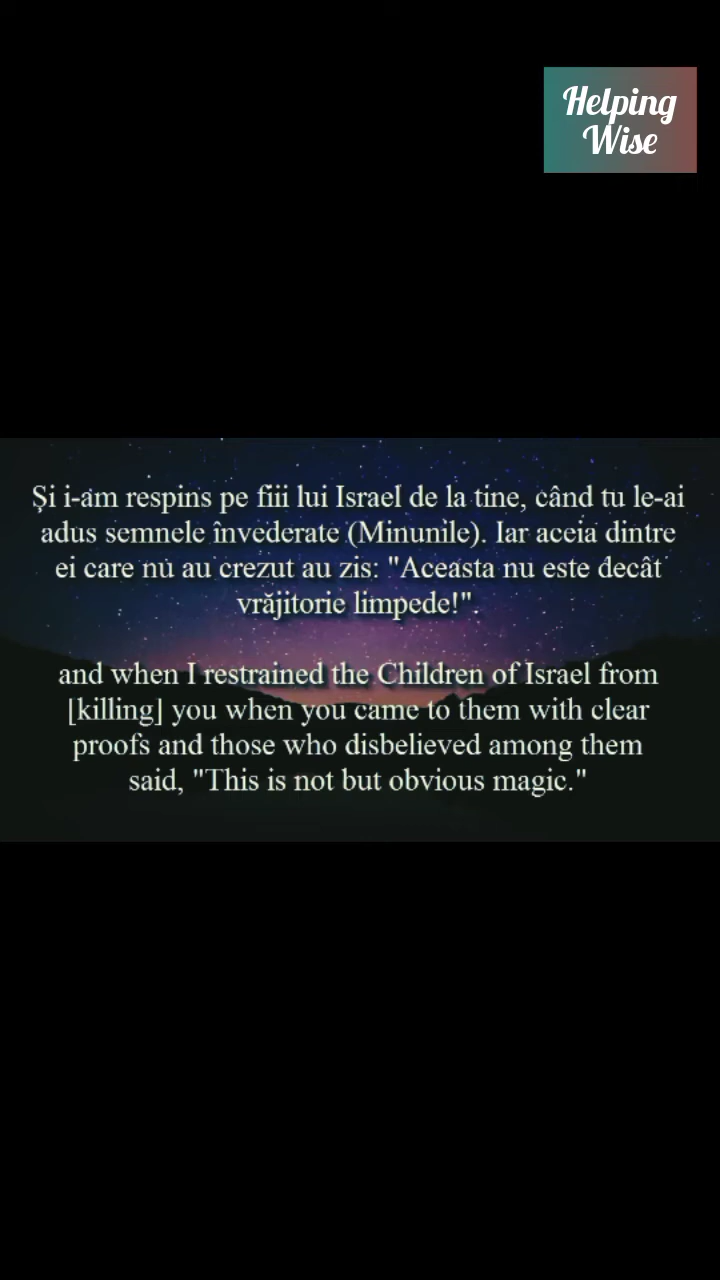 Helping
Wise
Și i-am respins pe fiii lui Israel de la tine, când tu le-ai
adus semnele învederate (Minunile). Iar aceia dintre
ei care nu au crezut au zis: "Aceasta nu este decât
vrăjitorie limpede!".
and when I restrained the Children of Israel from
[killing] you when you came to them with clear
proofs and those who disbelieved among them
said, "This is not but obvious magic."